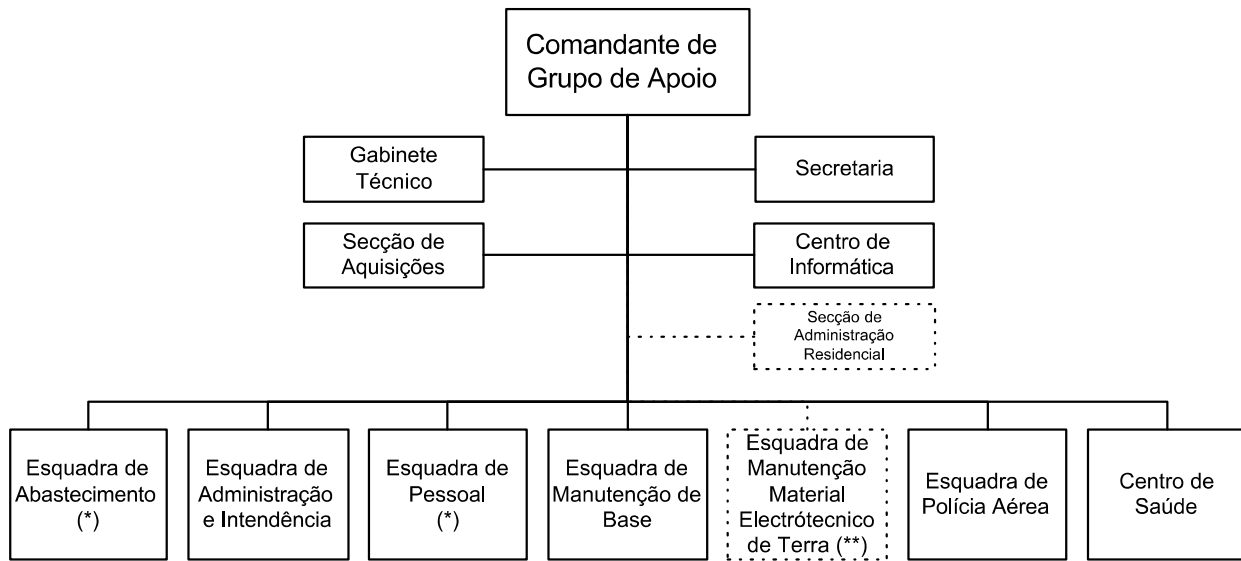 Comandante de
Grupo de Apoio
Gabinete
Técnico
Secretaria
Secção de
Aquisições
Centro de
Informática
Secção de
Administração
Residencial
Esquadra de
Abastecimento
(*)
Esquadra de
Administração
e Intendência
Esquadra de
Pessoal
(*)
Esquadra de
Manutenção de
Base
Esquadra de
Manutenção
Material
Electrótecnico
de Terra (**)
Esquadra de
Polícia Aérea
Centro de
Saúde